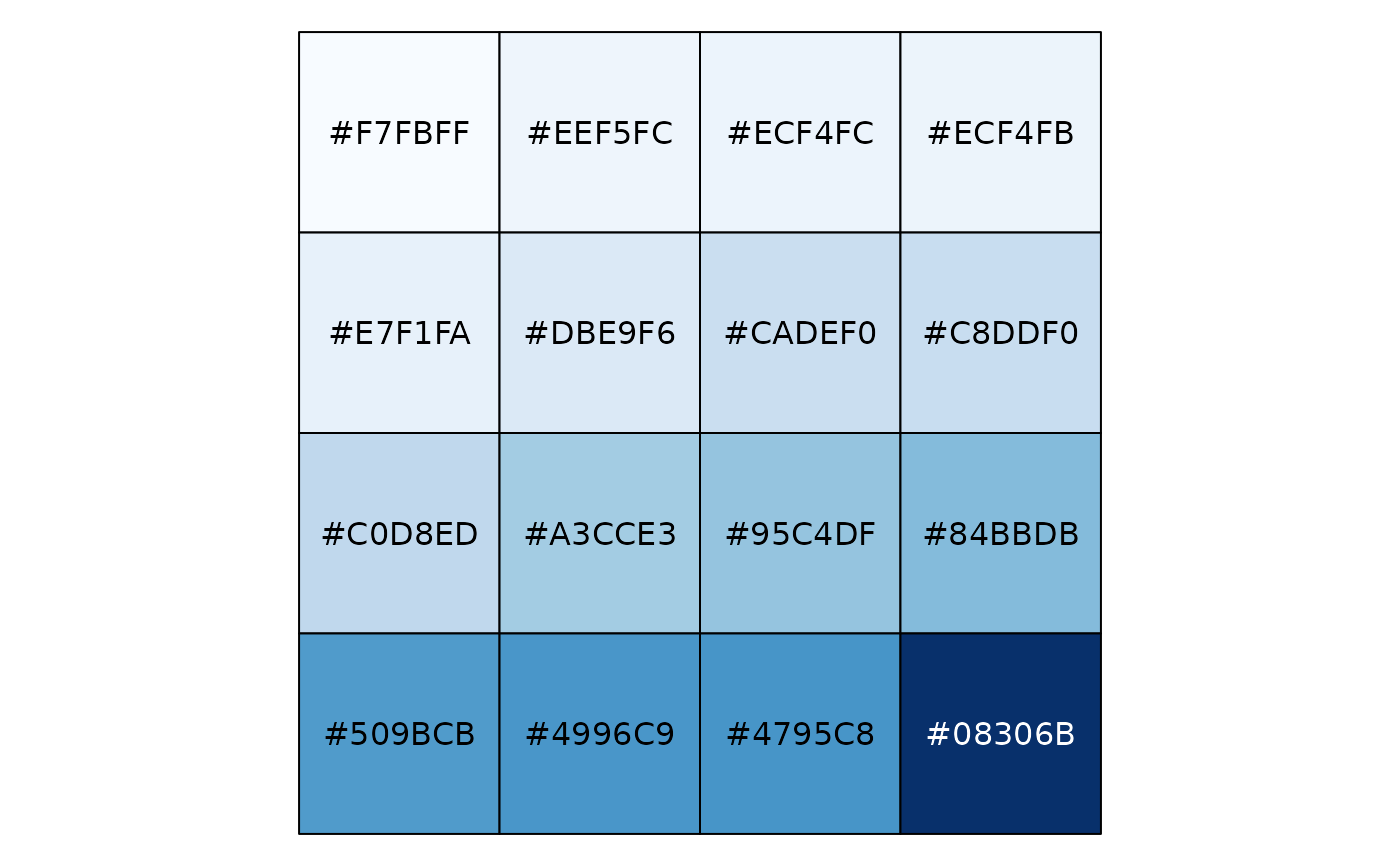 #F7FBFF #EEF5FC #ECF4FC #ECF4FB
#E7F1FA #DBE9F6 #CADEF0 #C8DDF0
#C0D8ED #A3CCE3 #95C4DF #84BBDB
#509BCB #4996C9 #4795C8 #08306B